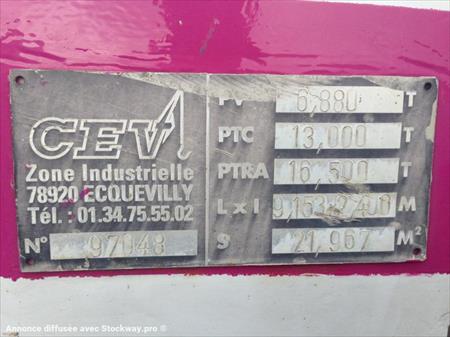 CEV
Zone Industrielle
78920 ECQUEVILLY
Tél. : 01.34.75.55.02
N° 97048
PV 6,880 T
PTC 13,000 T
PTRA 16,500 T
L x l 9,153 2,400 M
S 21,967 M²
Annonce diffusée avec Stockway.pro ®